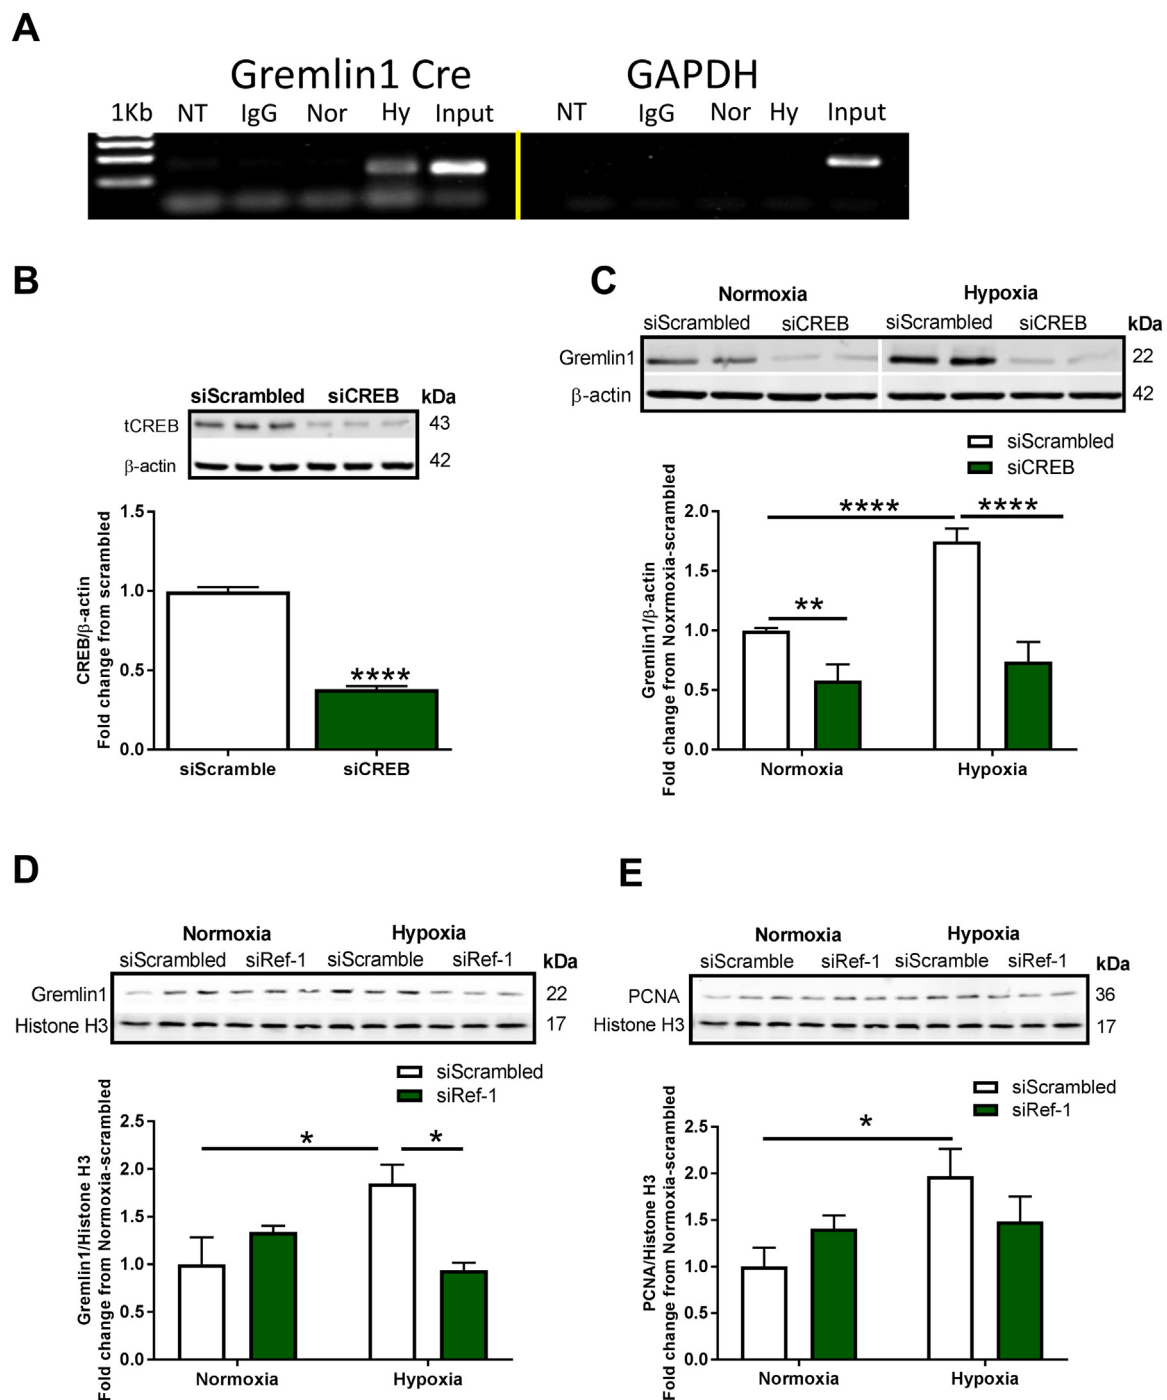 A
Gremlin1 Cre GAPDH
1Kb NT IgG Nor Hy Input NT IgG Nor Hy Input
B
siScrambled siCREB kDa
tCREB 43
β-actin 42
CREB/β-actin
Fold change from scrambled
1.5
1.0
0.5
0.0
****
siScramble siCREB
C
Normoxia Hypoxia
siScrambled siCREB siScrambled siCREB kDa
Gremlin1 22
β-actin 42
siScrambled
siCREB
Gremlin1/β-actin
Fold change from Noxrmoxia-scrambled
2.0
1.5
1.0
0.5
0.0
**** ****
**
Normoxia Hypoxia
D
Normoxia Hypoxia
siScrambled siRef-1 siScramble siRef-1 kDa
Gremlin1 22
Histone H3 17
siScrambled
siRef-1
Gremlin1/Histone H3
Fold change from Normoxia-scrambled
2.5
2.0
1.5
1.0
0.5
0.0
* *
Normoxia Hypoxia
E
Normoxia Hypoxia
siScramble siRef-1 siScramble siRef-1 kDa
PCNA 36
Histone H3 17
siScrambled
siRef-1
PCNA/Histone H3
Fold change from Normoxia-scrambled
2.5
2.0
1.5
1.0
0.5
0.0
*
Normoxia Hypoxia